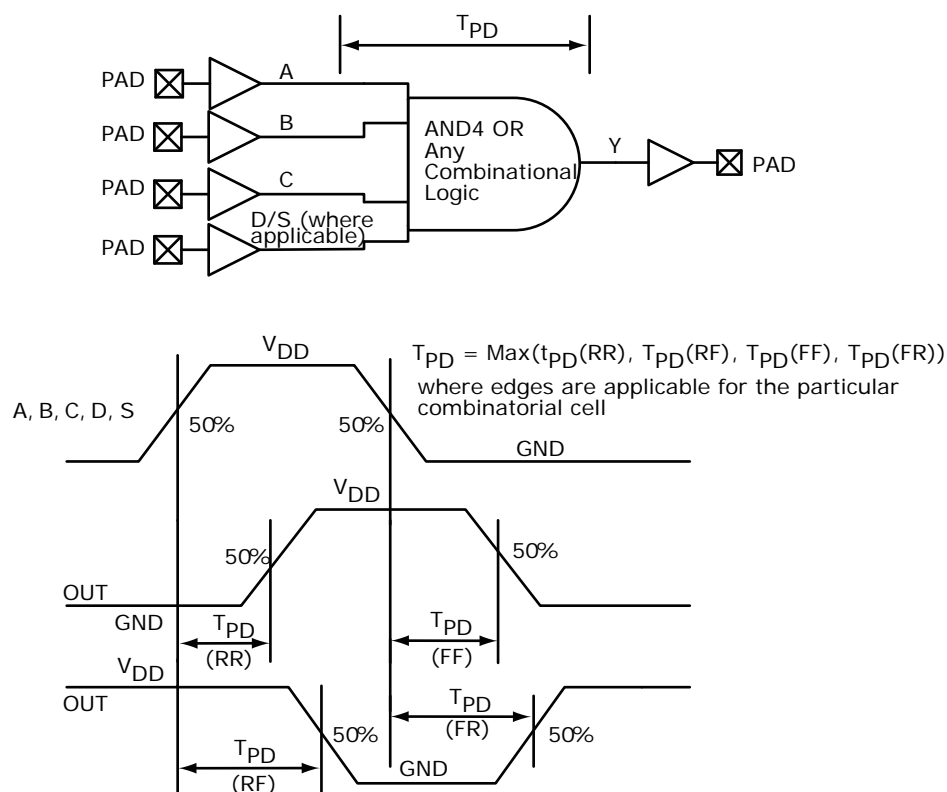 TPD
PAD
A
PAD
B
AND4 OR
Any
Combinational
Logic
Y
PAD
PAD
C
D/S (where
applicable)
PAD
VDD
TPD = Max(tPD(RR), TPD(RF), TPD(FF), TPD(FR))
where edges are applicable for the particular
combinatorial cell
A, B, C, D, S
50%
50%
GND
VDD
50%
50%
OUT
GND
TPD
(RR)
TPD
(FF)
VDD
OUT
TPD
(FR)
50%
50%
TPD
(RF)
GND